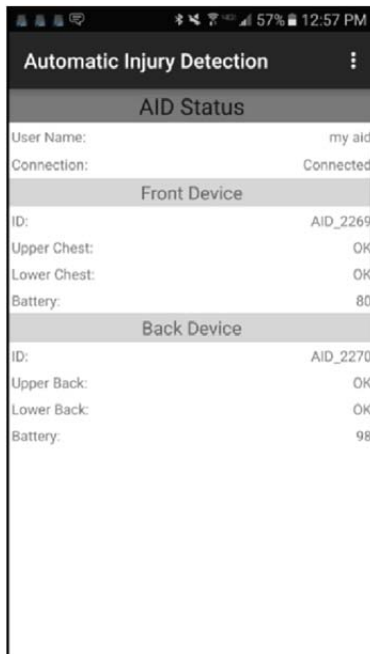 57% 12:57 PM
Automatic Injury Detection
AID Status
User Name: my aid
Connection: Connected
Front Device
ID: AID_2269
Upper Chest: OK
Lower Chest: OK
Battery: 80
Back Device
ID: AID_2270
Upper Back: OK
Lower Back: OK
Battery: 98